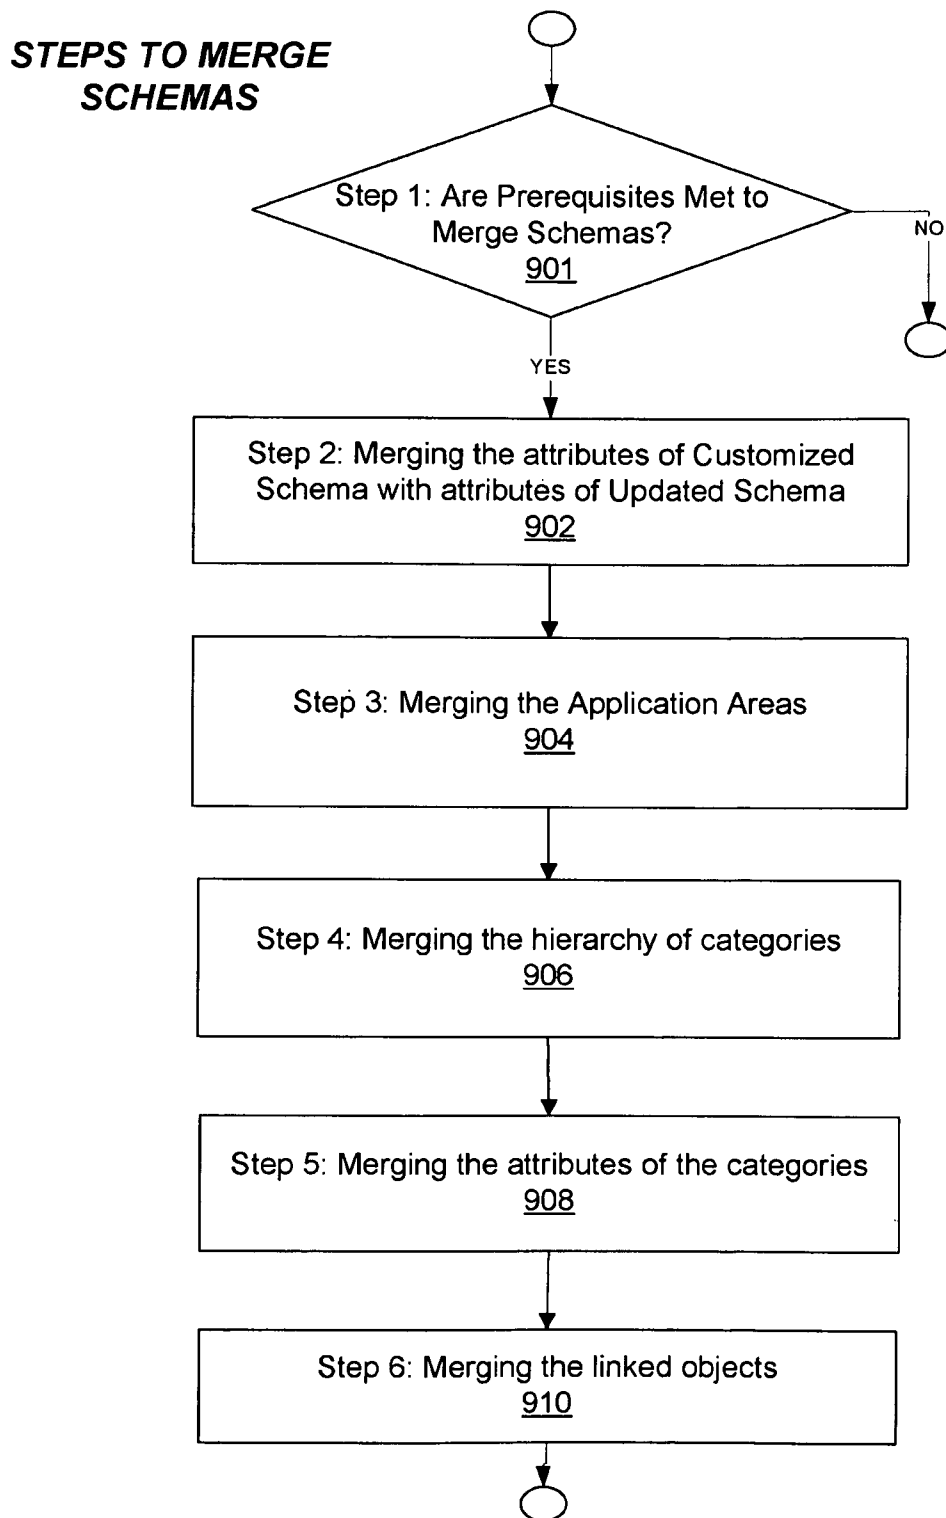 STEPS TO MERGE
SCHEMAS
Step 1: Are Prerequisites Met to
Merge Schemas?
901
NO
YES
Step 2: Merging the attributes of Customized
Schema with attributes of Updated Schema
902
Step 3: Merging the Application Areas
904
Step 4: Merging the hierarchy of categories
906
Step 5: Merging the attributes of the categories
908
Step 6: Merging the linked objects
910